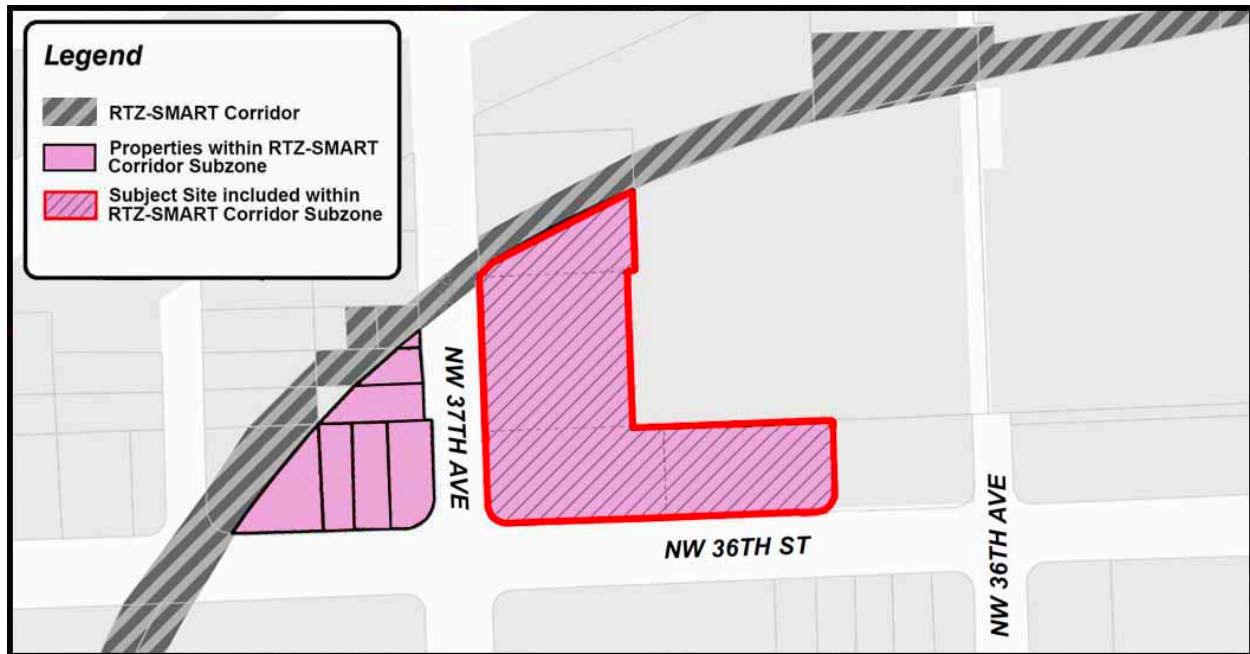 Legend
RTZ-SMART Corridor
Properties within RTZ-SMART
Corridor Subzone
Subject Site included within
RTZ-SMART Corridor Subzone
NW 37TH AVE
NW 36TH ST
NW 36TH AVE